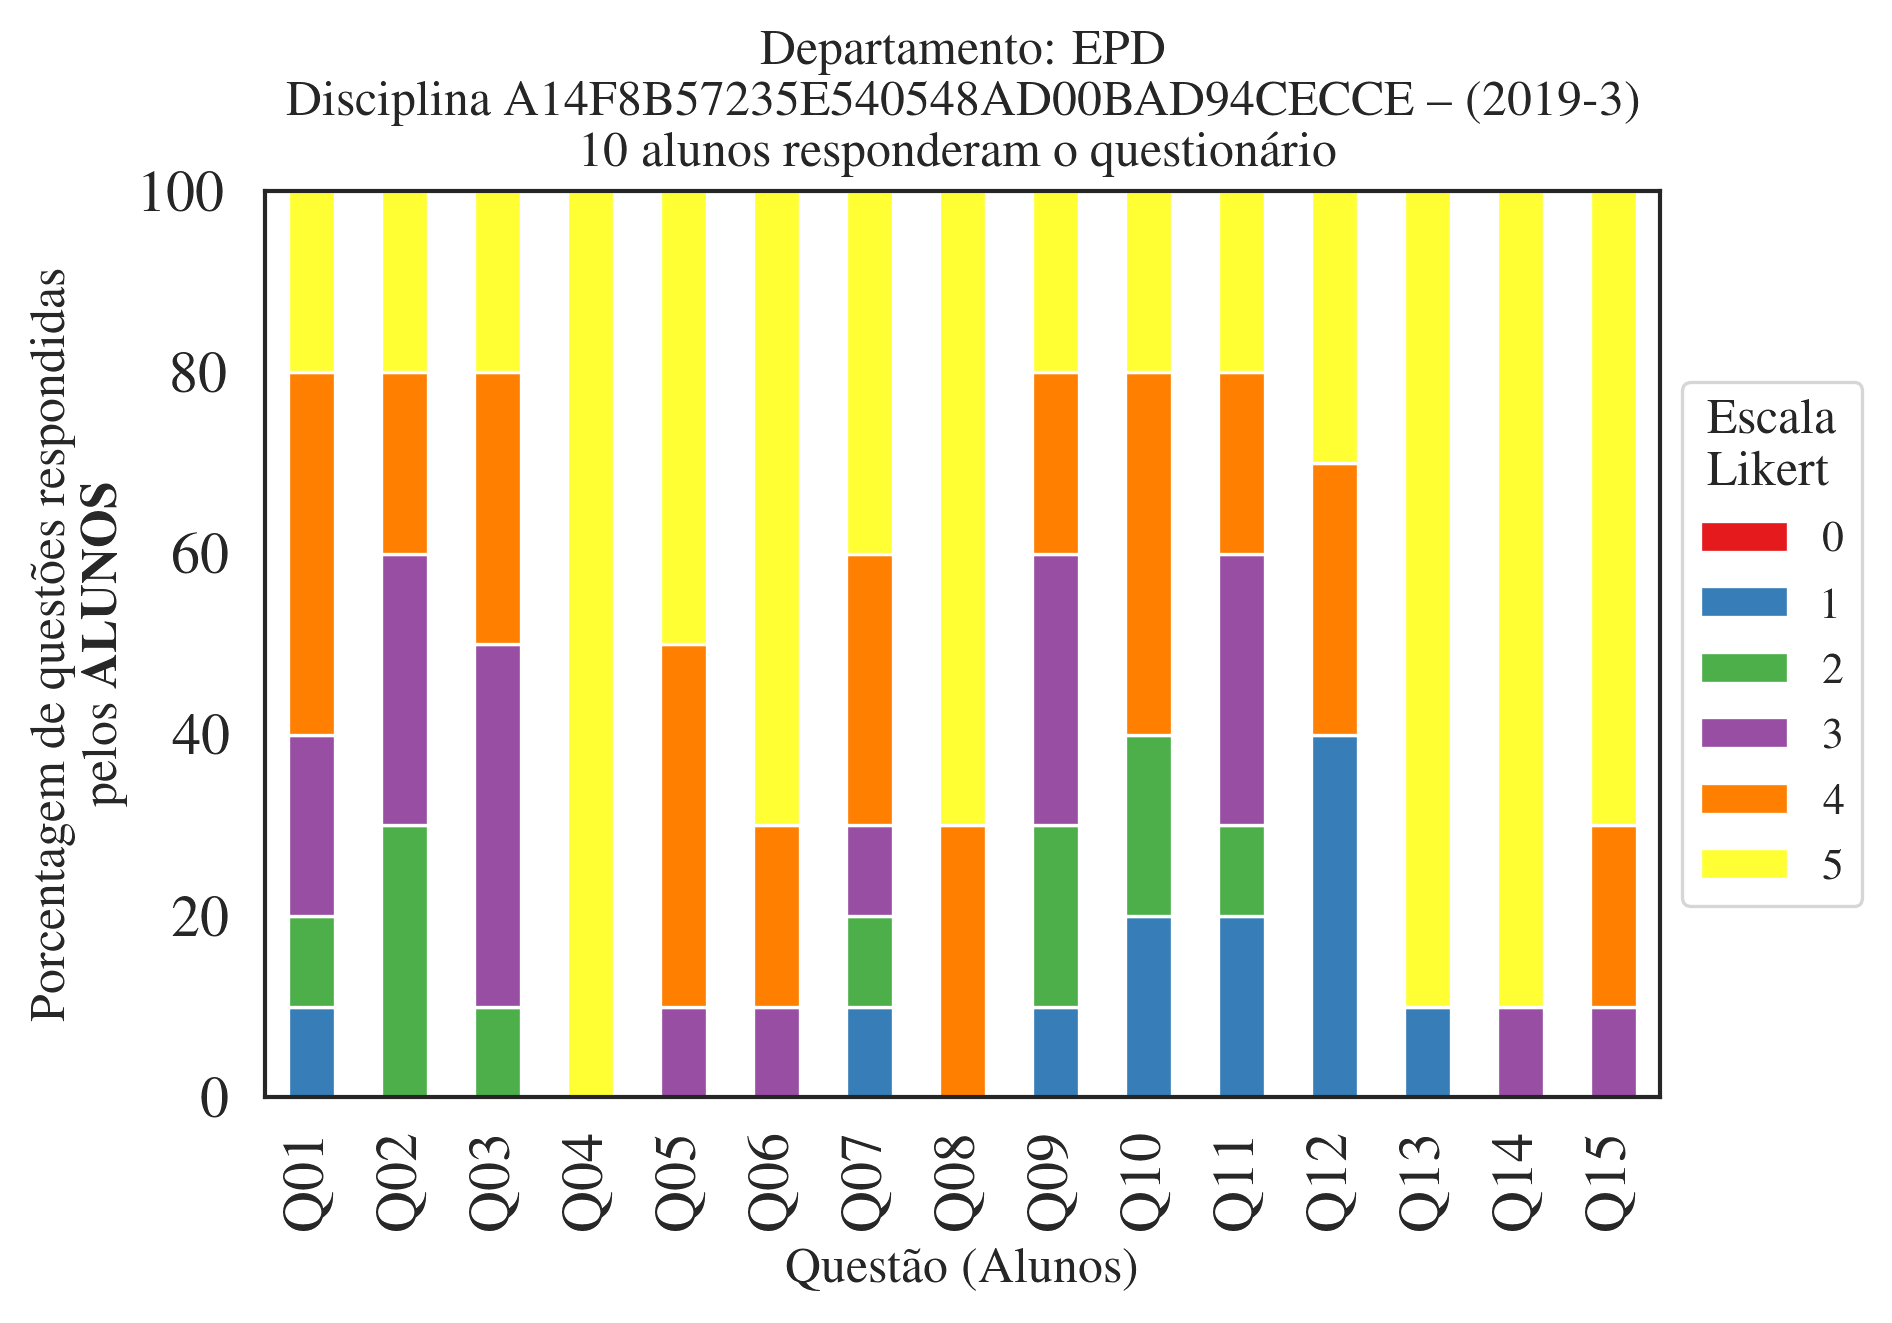 Departamento: EPD
Disciplina A14F8B57235E540548AD00BAD94CECCE – (2019-3)
10 alunos responderam o questionário
100
80
60
40
20
0
Porcentagem de questões respondidas
pelos ALUNOS
Q01
Q02
Q03
Q04
Q05
Q06
Q07
Q08
Q09
Q10
Q11
Q12
Q13
Q14
Q15
Questão (Alunos)
Escala
Likert
0
1
2
3
4
5